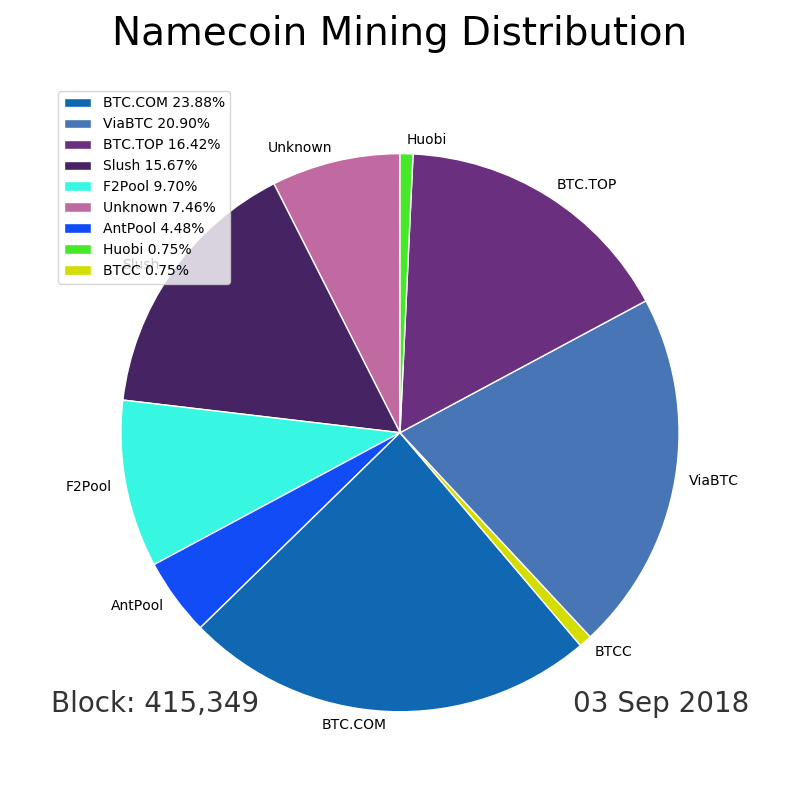 Namecoin Mining Distribution
BTC.COM 23.88%
ViaBTC 20.90%
BTC.TOP 16.42%
Slush 15.67%
F2Pool 9.70%
Unknown 7.46%
AntPool 4.48%
Huobi 0.75%
BTCC 0.75%
Unknown
Huobi
BTC.TOP
Slush
ViaBTC
F2Pool
AntPool
BTCC
BTC.COM
Block: 415,349
03 Sep 2018